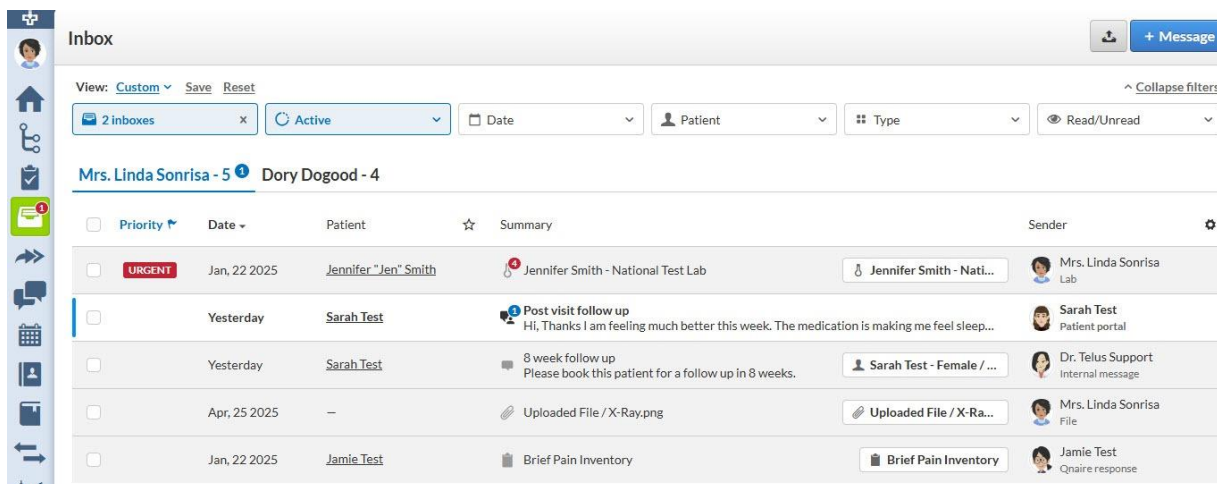 Inbox
+ Message
View: Custom Save Reset
Collapse filters
2 inboxes x Active Date Patient Type Read/Unread
Mrs. Linda Sonrisa - 5 1 Dory Dogood - 4
1
Priority Date Patient Summary Sender
URGENT Jan, 22 2025 Jennifer "Jen" Smith 4 Jennifer Smith - National Test Lab Jennifer Smith - Nati... Mrs. Linda Sonrisa
Lab
Yesterday Sarah Test 1 Post visit follow up Sarah Test
Hi, Thanks I am feeling much better this week. The medication is making me feel sleep... Patient portal
Yesterday Sarah Test 8 week follow up Sarah Test - Female / ... Dr. Telus Support
Please book this patient for a follow up in 8 weeks. Internal message
Apr, 25 2025 – Uploaded File / X-Ray.png Uploaded File / X-Ra... Mrs. Linda Sonrisa
File
Jan, 22 2025 Jamie Test Brief Pain Inventory Brief Pain Inventory Jamie Test
Qnaire response